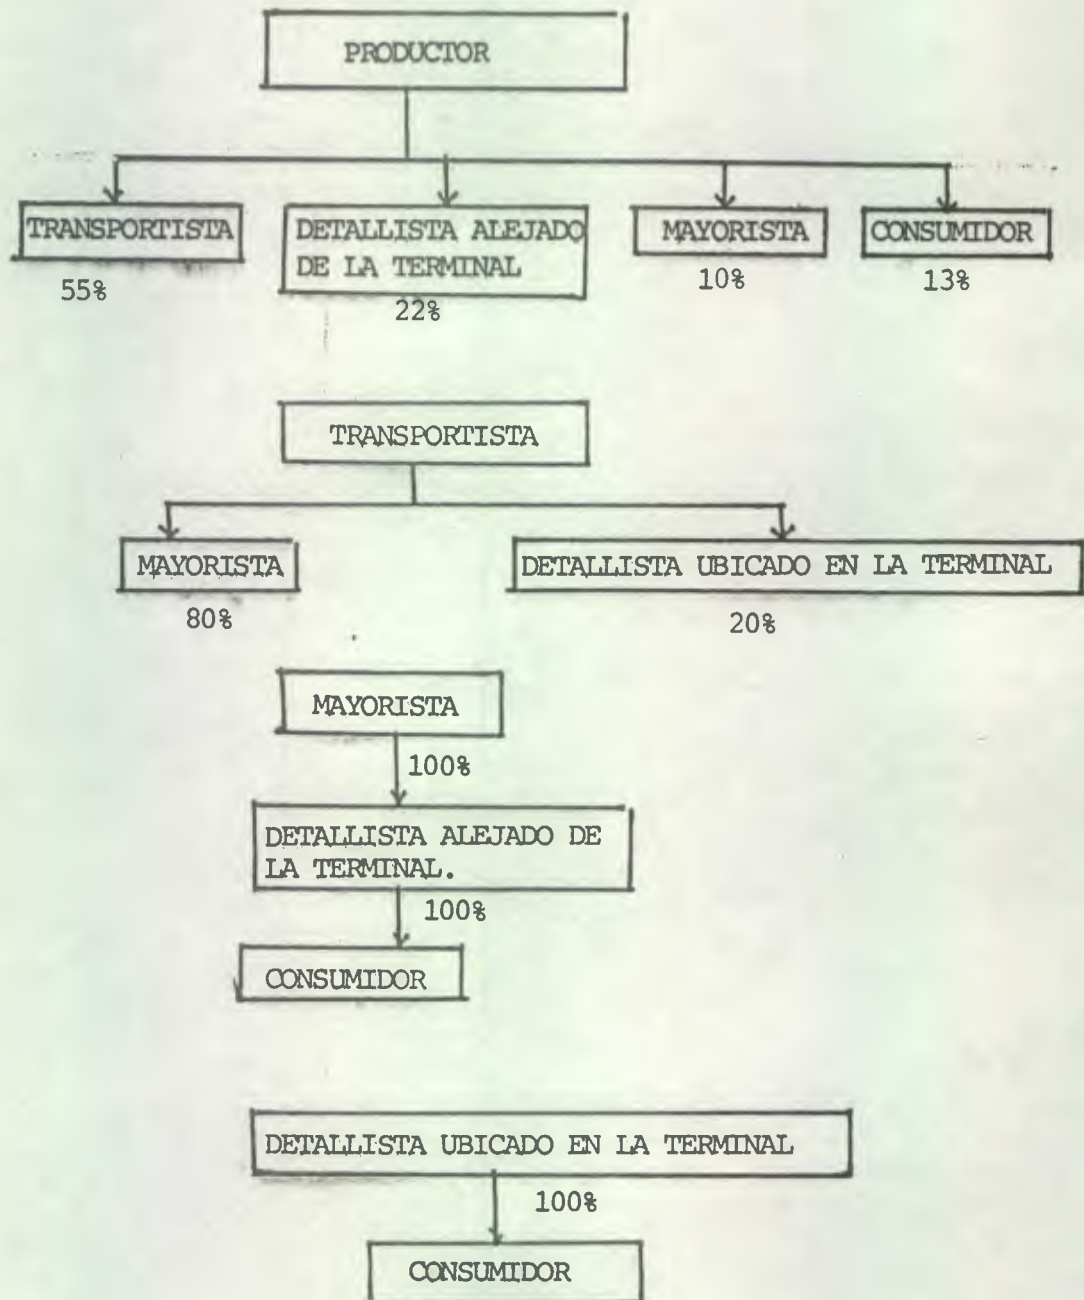 PRODUCTOR
TRANSPORTISTA
55%
DETALLISTA ALEJADO
DE LA TERMINAL
22%
MAYORISTA
10%
CONSUMIDOR
13%
TRANSPORTISTA
MAYORISTA
80%
DETALLISTA UBICADO EN LA TERMINAL
20%
MAYORISTA
100%
DETALLISTA ALEJADO DE
LA TERMINAL.
100%
CONSUMIDOR
DETALLISTA UBICADO EN LA TERMINAL
100%
CONSUMIDOR